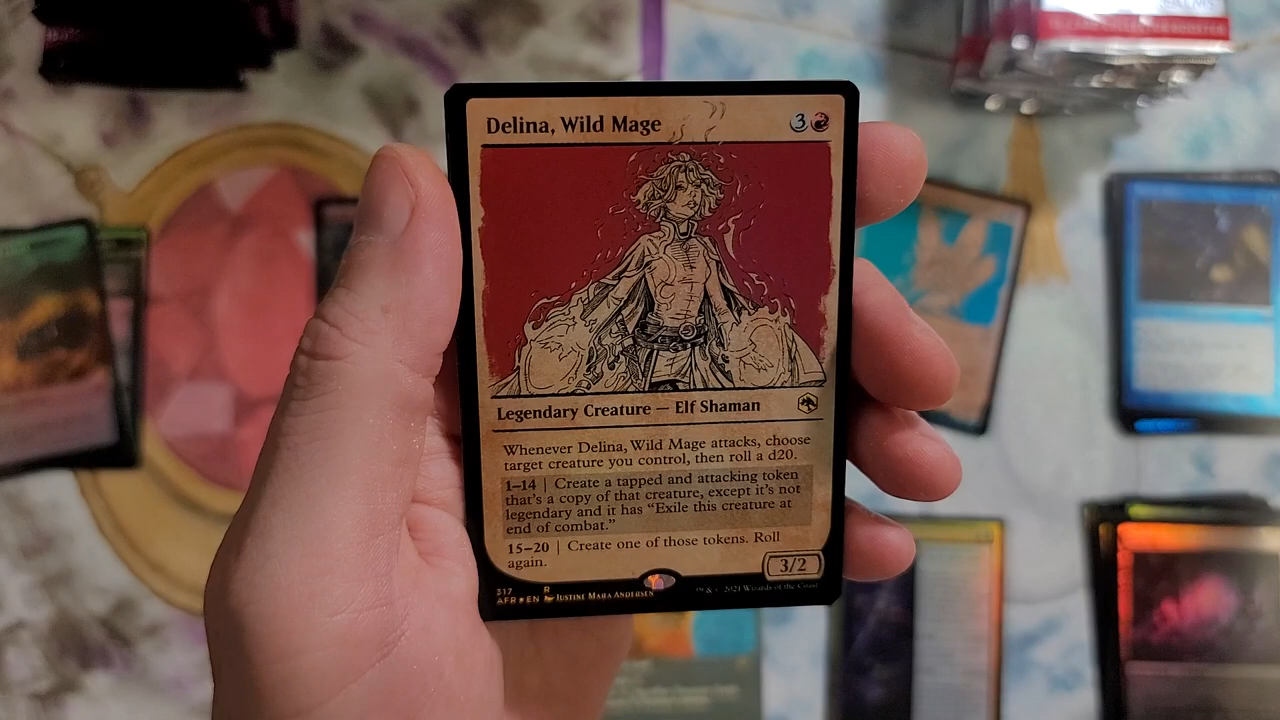 Delina, Wild Mage 3
Legendary Creature — Elf Shaman
Whenever Delina, Wild Mage attacks, choose
target creature you control, then roll a d20.
1–14 | Create a tapped and attacking token
that's a copy of that creature, except it's not
legendary and it has “Exile this creature at
end of combat.”
15–20 | Create one of those tokens. Roll
again.
3/2
317 R
AFR ★ EN Justine Mara Andersen
™ & © 2021 Wizards of the Coast